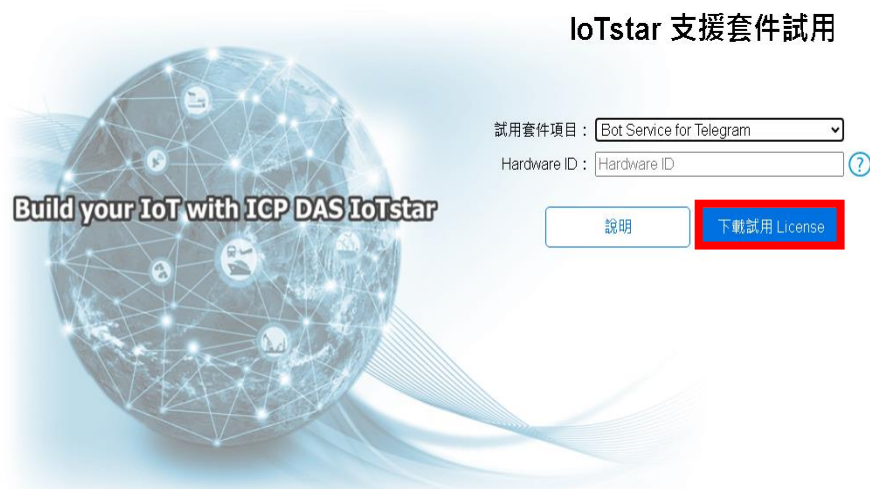 IoTstar 支援套件試用
試用套件項目： Bot Service for Telegram
Hardware ID： Hardware ID ?
Build your IoT with ICP DAS IoTstar
說明 下載試用 License